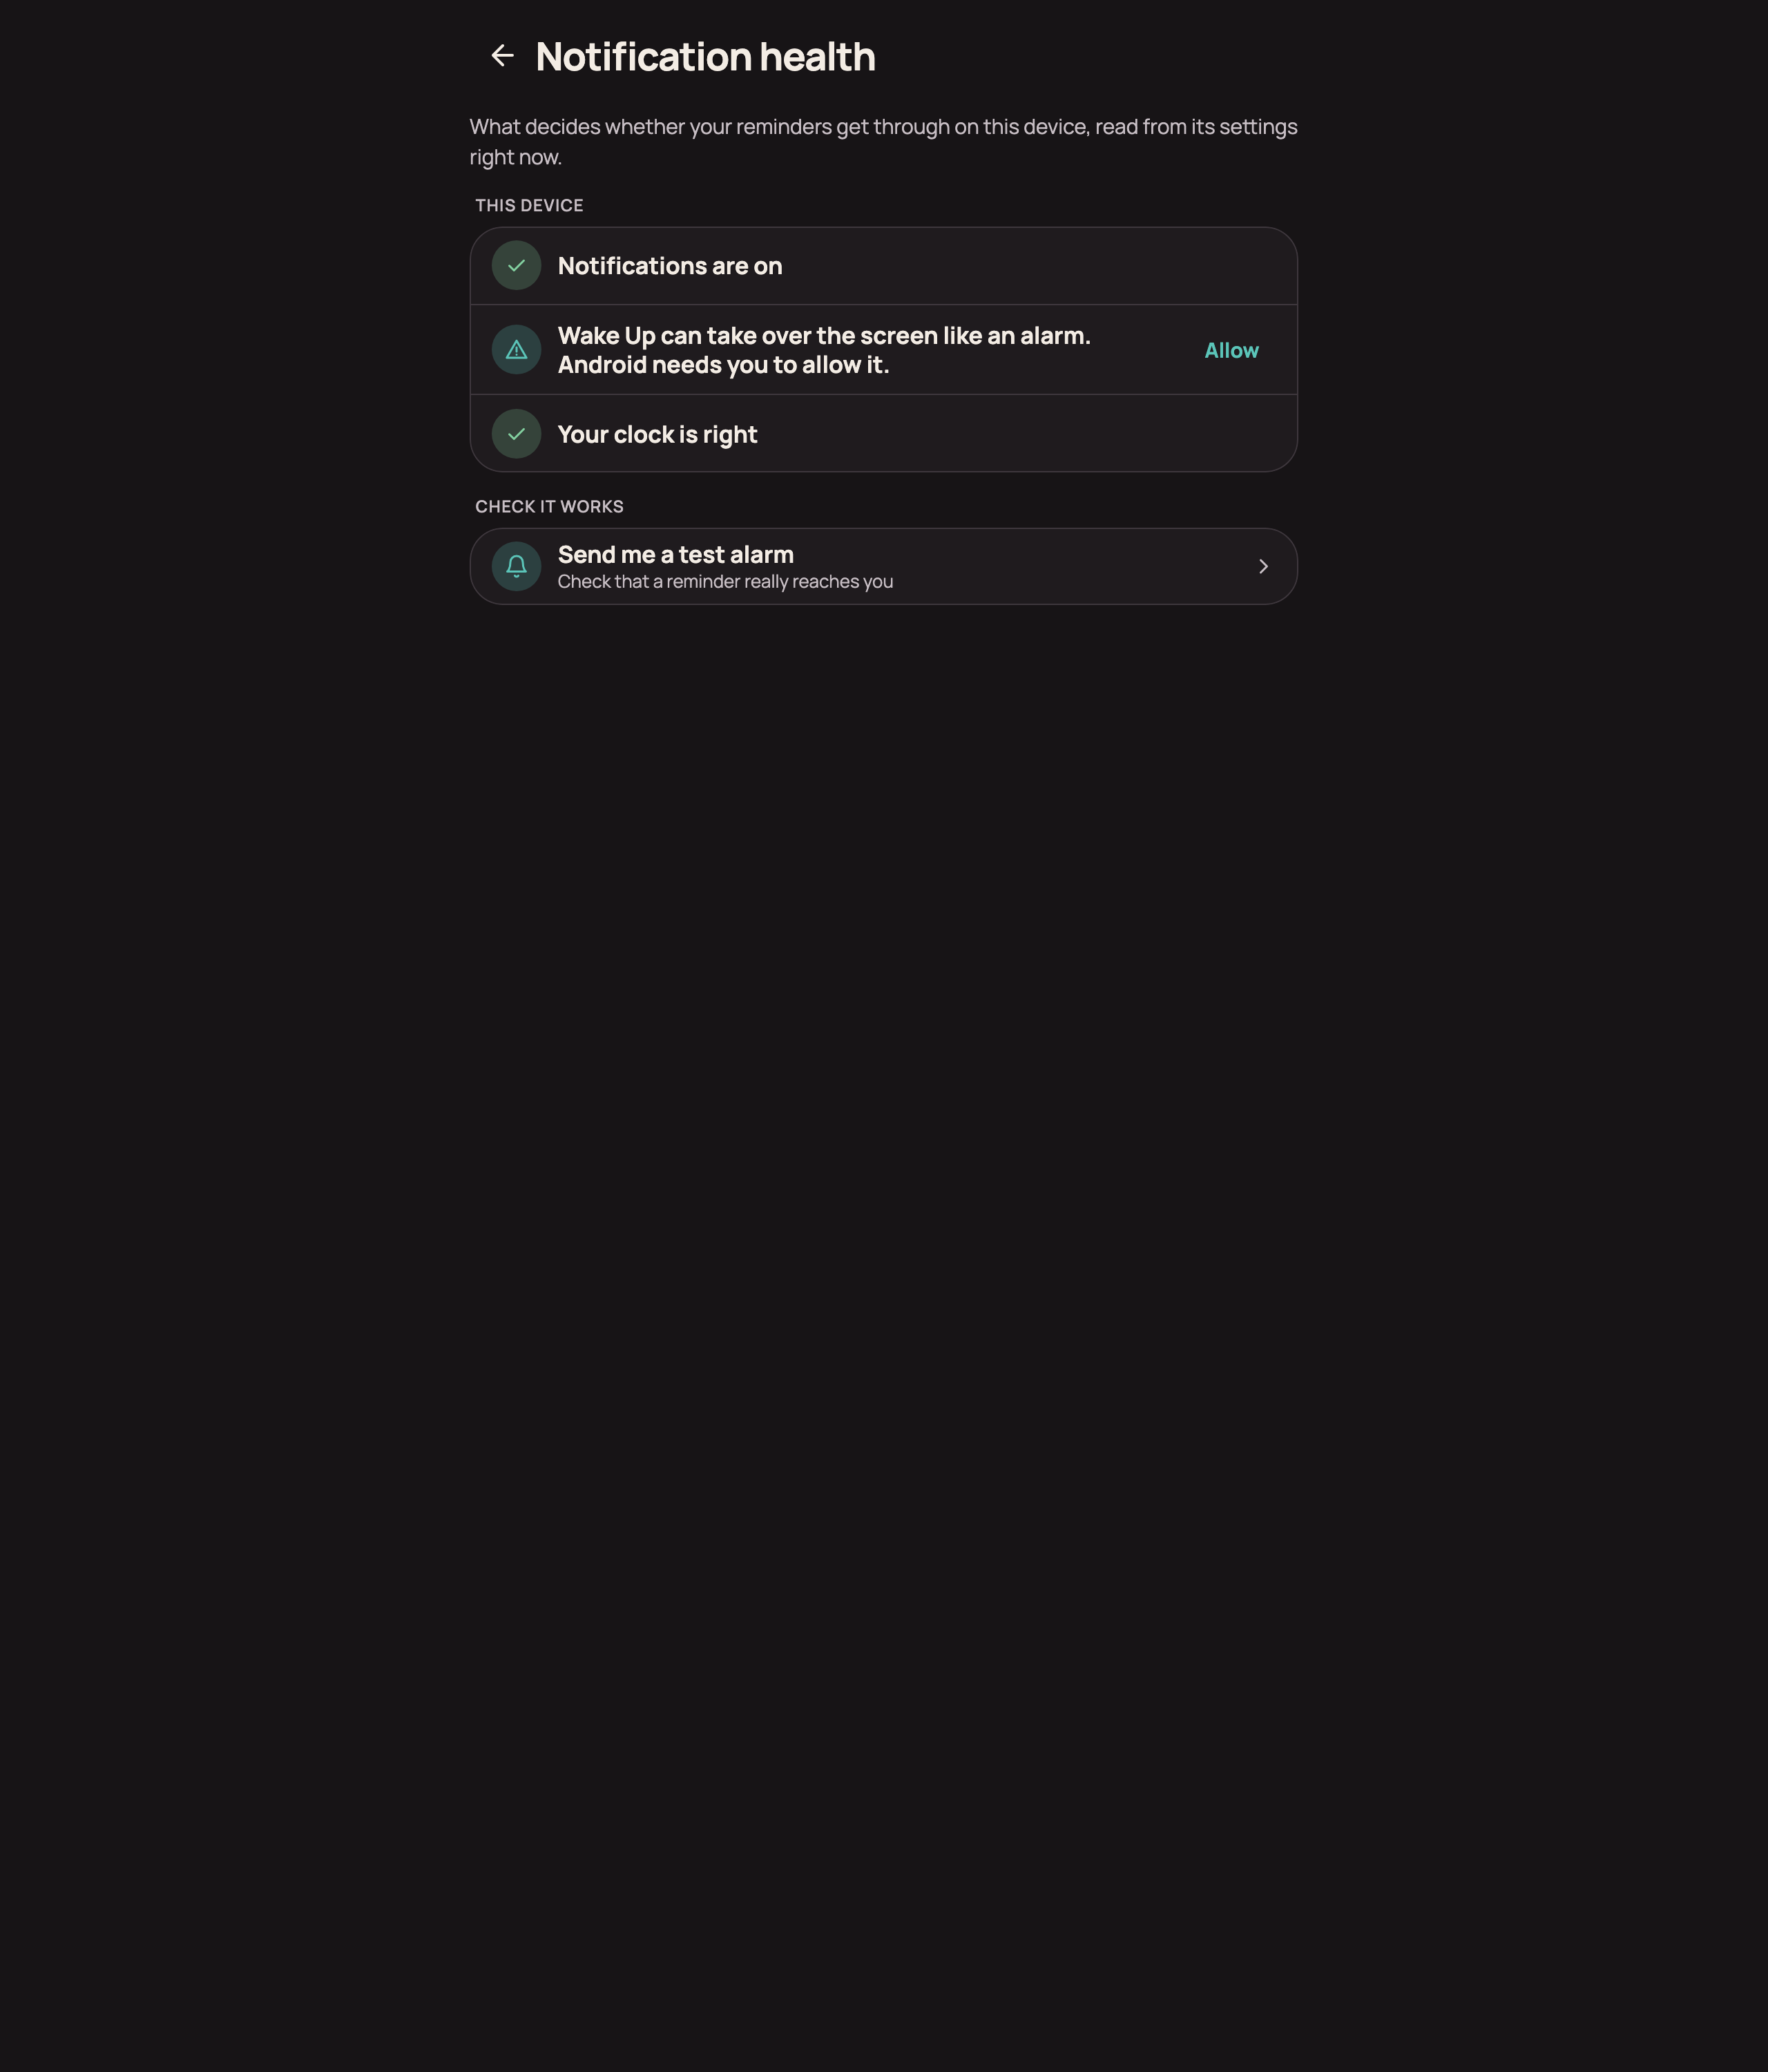 Notification health
What decides whether your reminders get through on this device, read from its settings
right now.
THIS DEVICE
Notifications are on
Wake Up can take over the screen like an alarm.
Android needs you to allow it.
Allow
Your clock is right
CHECK IT WORKS
Send me a test alarm
Check that a reminder really reaches you